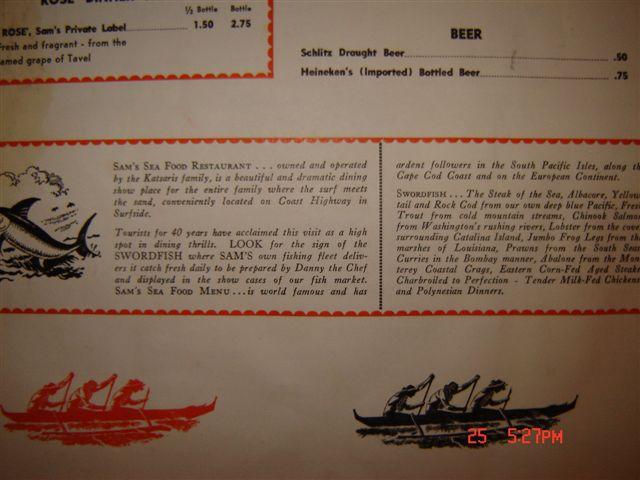 ROSE DINNER
½ Bottle Bottle
ROSE', Sam's Private Label 1.50 2.75
Fresh and fragrant - from the
famed grape of Tavel
BEER
Schlitz Draught Beer .50
Heineken's (Imported) Bottled Beer .75
SAM'S SEA FOOD RESTAURANT . . . owned and operated
by the Katsaris family, is a beautiful and dramatic dining
show place for the entire family where the surf meets
the sand, conveniently located on Coast Highway in
Surfside.
Tourists for 40 years have acclaimed this visit as a high
spot in dining thrills. LOOK for the sign of the
SWORDFISH where SAM'S own fishing fleet deliv-
ers it catch fresh daily to be prepared by Danny the Chef
and displayed in the show cases of our fish market.
SAM'S SEA FOOD MENU... is world famous and has
ardent followers in the South Pacific Isles, along th
Cape Cod Coast and on the European Continent.
SWORDFISH . . . The Steak of the Sea, Albacore, Yellow
tail and Rock Cod from our own deep blue Pacific, Fres
Trout from cold mountain streams, Chinook Salmo
from Washington's rushing rivers, Lobster from the cove
surrounding Catalina Island, Jumbo Frog Legs from th
marshes of Louisiana, Prawns from the South Seas
Curries in the Bombay manner, Abalone from the Mon
terey Coastal Crags, Eastern Corn-Fed Aged Steak
Charbroiled to Perfection - Tender Milk-Fed Chicken
and Polynesian Dinners.
25 5:27PM